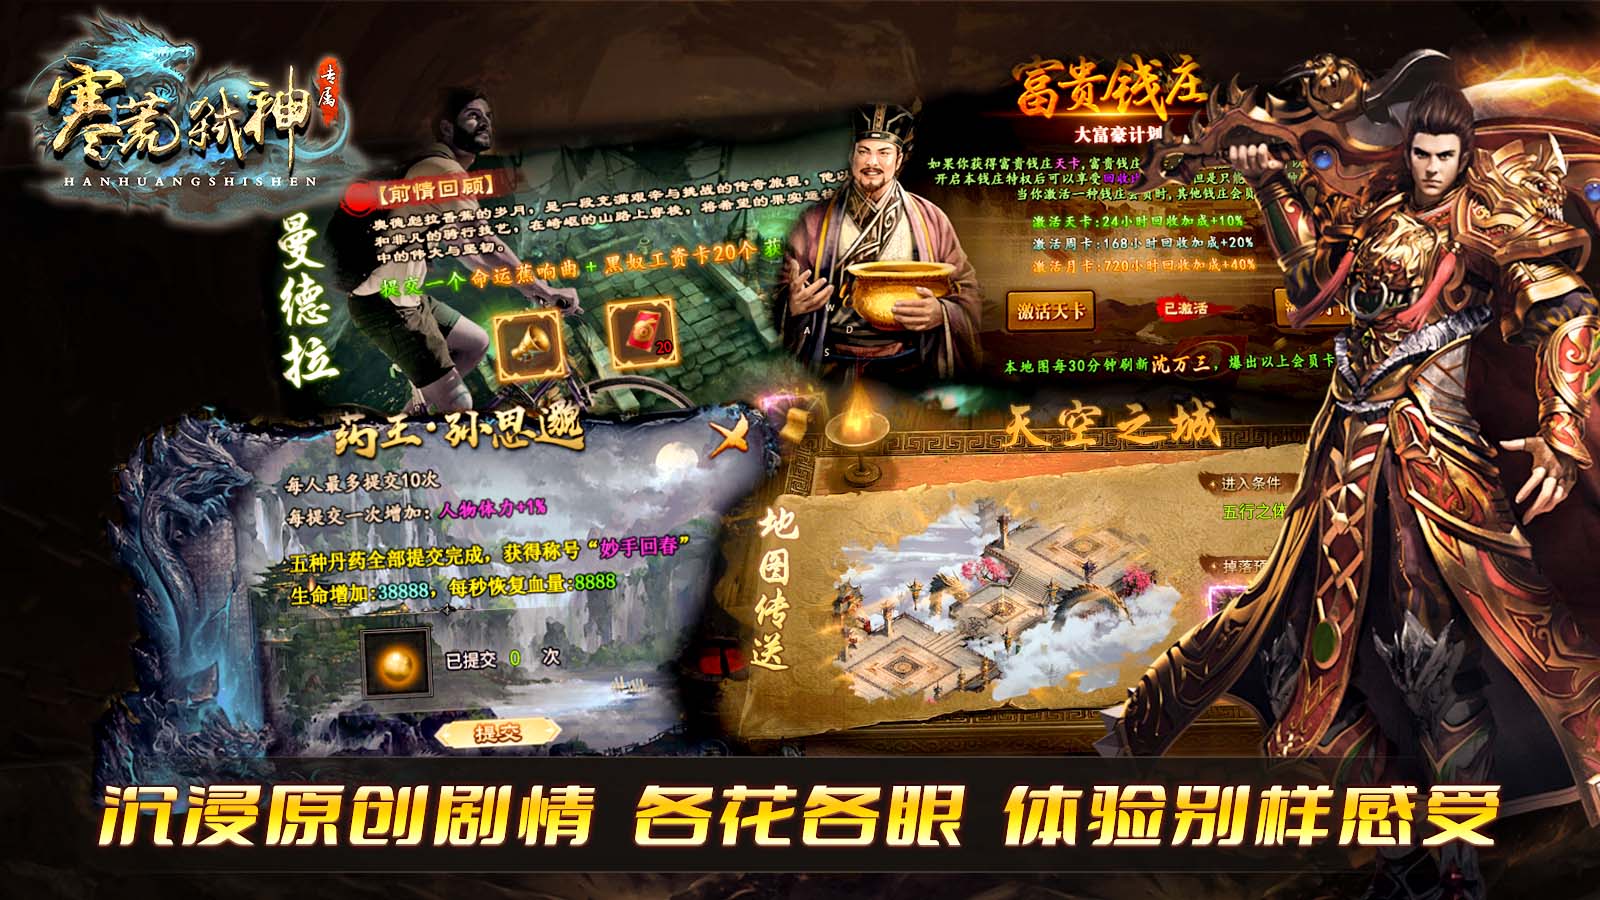 寒荒弑神
专属
HANHUANGSHISHEN
曼德拉
【前情回顾】
奥德彪拉香蕉的岁月，是一段充满艰辛与挑战的传奇旅程，他以
和非凡的骑行技艺，在崎岖的山路上穿梭，将希望的果实运往
中的伟大与坚韧。
提交一个 命运蕉响曲 + 黑奴工资卡20个 获
20
富贵钱庄
大富豪计划
如果你获得富贵钱庄天卡,富贵钱庄
开启本钱庄特权后可以享受回收 但是只能
当你激活一种钱庄会员时,其他钱庄会员
激活天卡:24小时回收加成+10%
激活周卡:168小时回收加成+20%
激活月卡:720小时回收加成+40%
激活天卡
已激活
本地图每30分钟刷新沈万三，爆出以上会员卡
W
A D
S
药王·孙思邈
每人最多提交10次
每提交一次增加：人物体力+1%
五种丹药全部提交完成，获得称号“妙手回春”
生命增加:38888，每秒恢复血量:8888
已提交 0 次
提交
天空之城
地图传送
进入条件
五行之体
掉落预
沉浸原创剧情 各花各眼 体验别样感受